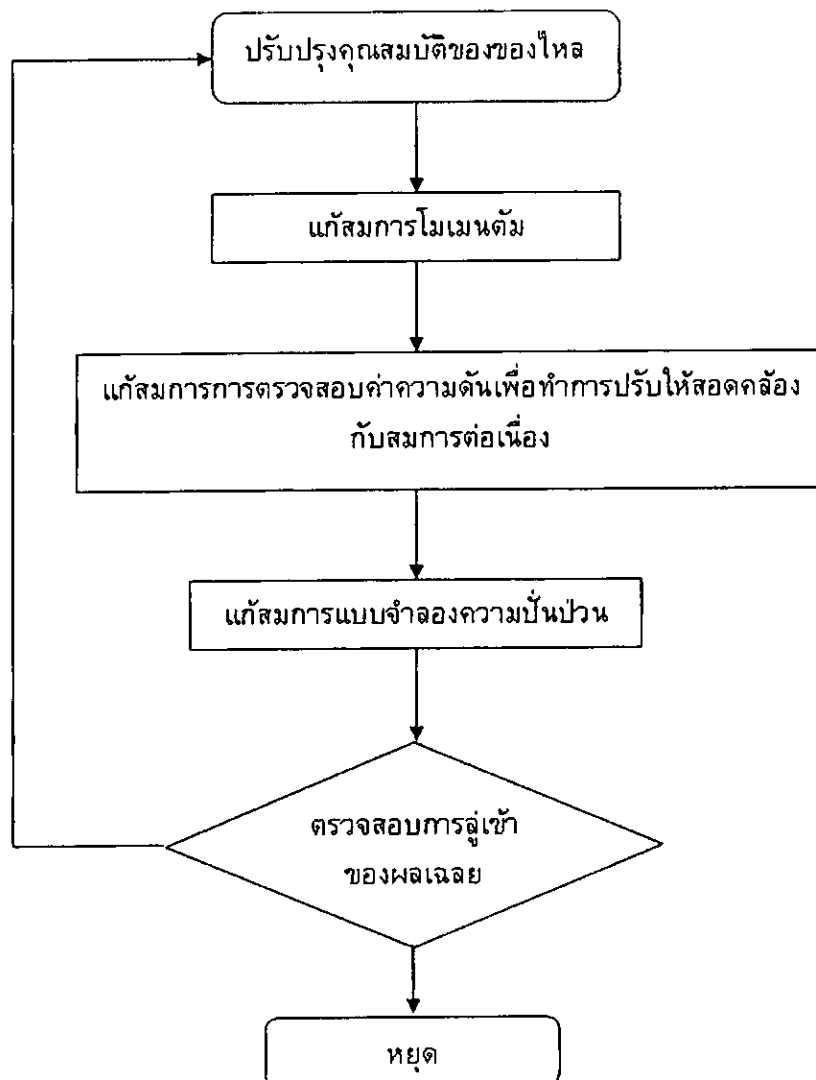 ปรับปรุงคุณสมบัติของของไหล
แก้สมการโมเมนตัม
แก้สมการการตรวจสอบค่าความดันเพื่อทำการปรับให้สอดคล้อง
กับสมการต่อเนื่อง
แก้สมการแบบจำลองความปั่นป่วน
ตรวจสอบการลู่เข้า
ของผลเฉลย
หยุด